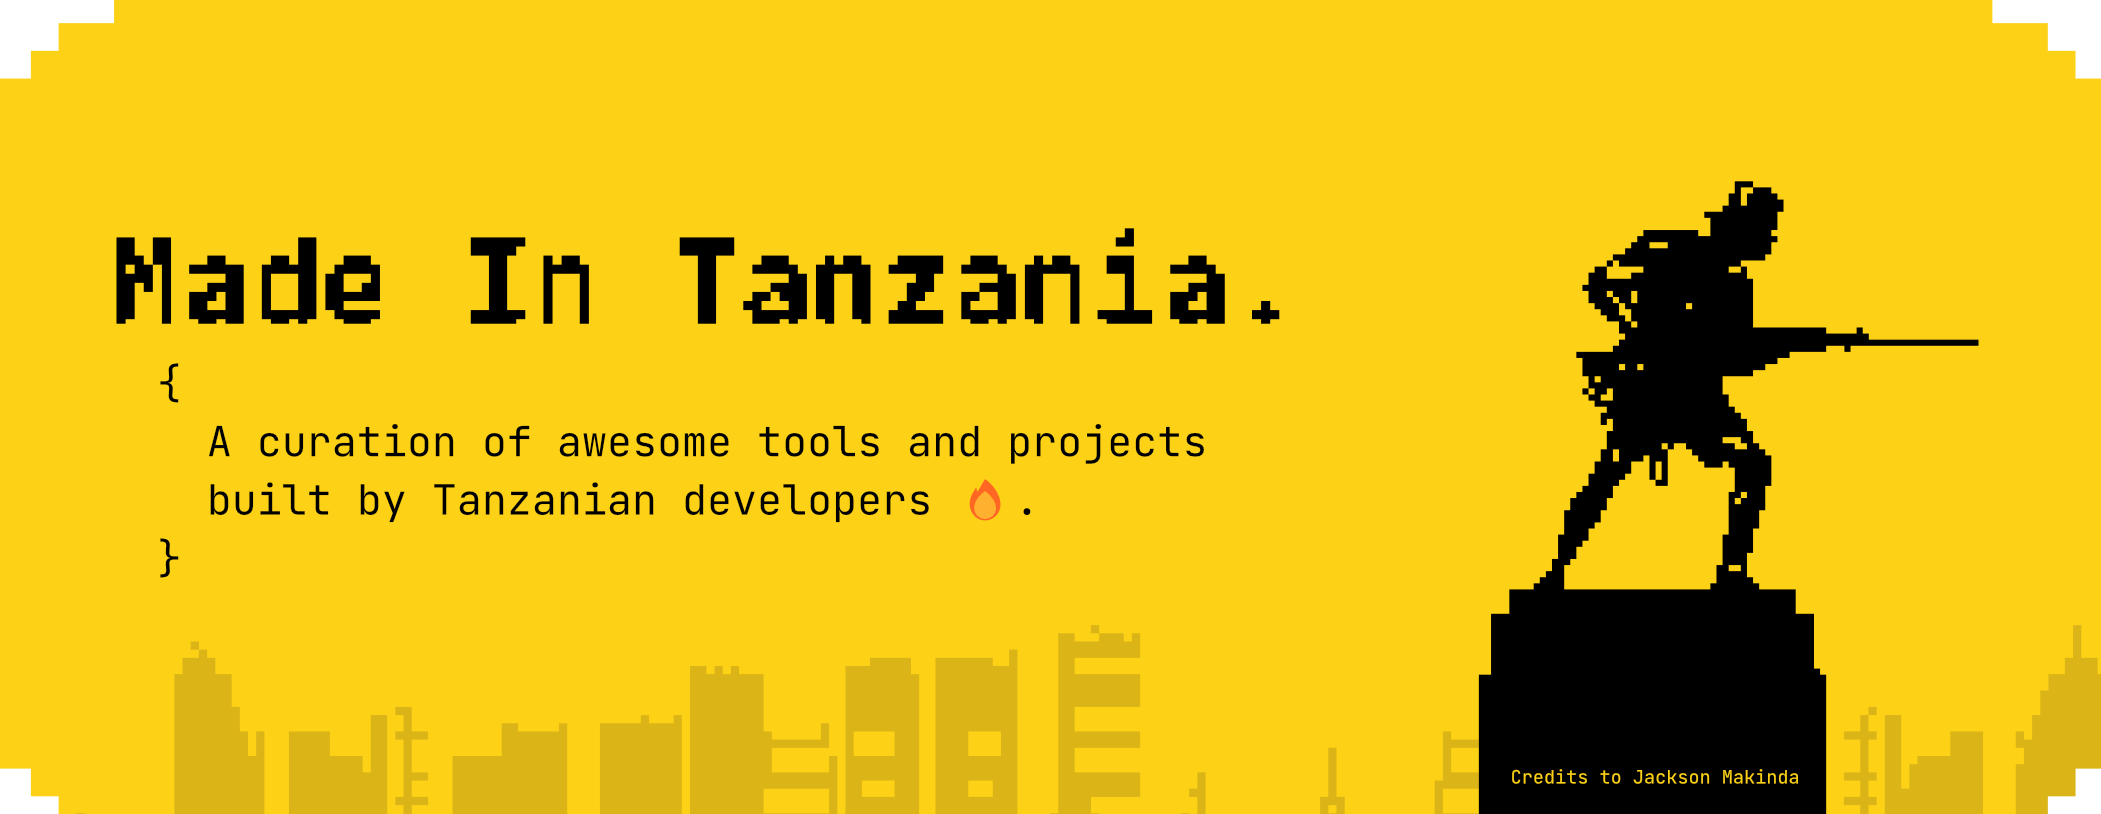 Made In Tanzania.
{
A curation of awesome tools and projects
built by Tanzanian developers 🔥.
}
Credits to Jackson Makinda